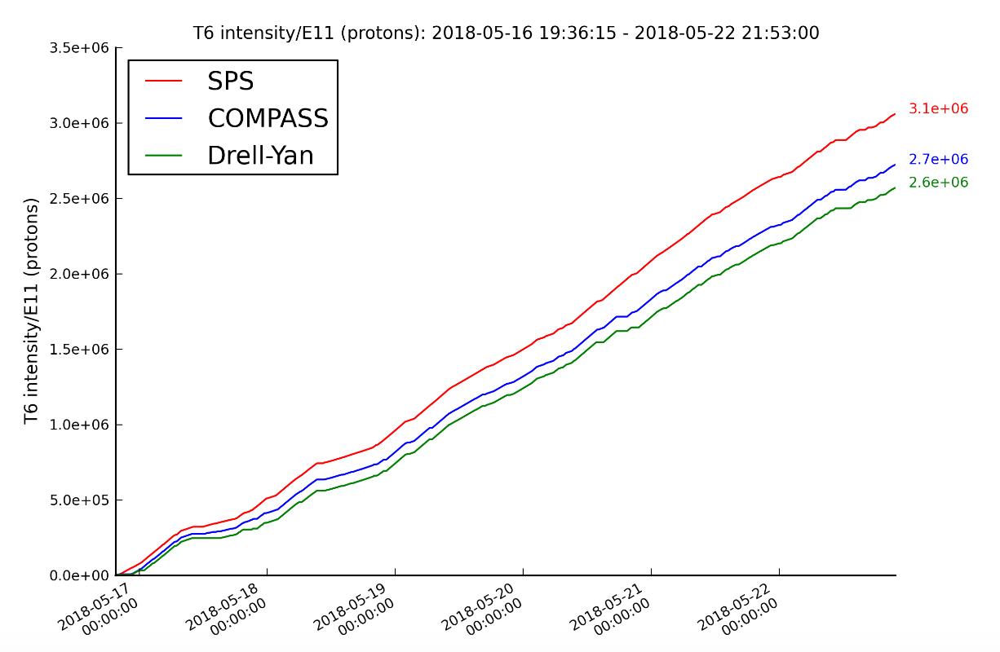 T6 intensity/E11 (protons): 2018-05-16 19:36:15 - 2018-05-22 21:53:00
3.5e+06
3.0e+06
2.5e+06
2.0e+06
1.5e+06
1.0e+06
5.0e+05
0.0e+00
T6 intensity/E11 (protons)
SPS
COMPASS
Drell-Yan
3.1e+06
2.7e+06
2.6e+06
2018-05-17
00:00:00
2018-05-18
00:00:00
2018-05-19
00:00:00
2018-05-20
00:00:00
2018-05-21
00:00:00
2018-05-22
00:00:00